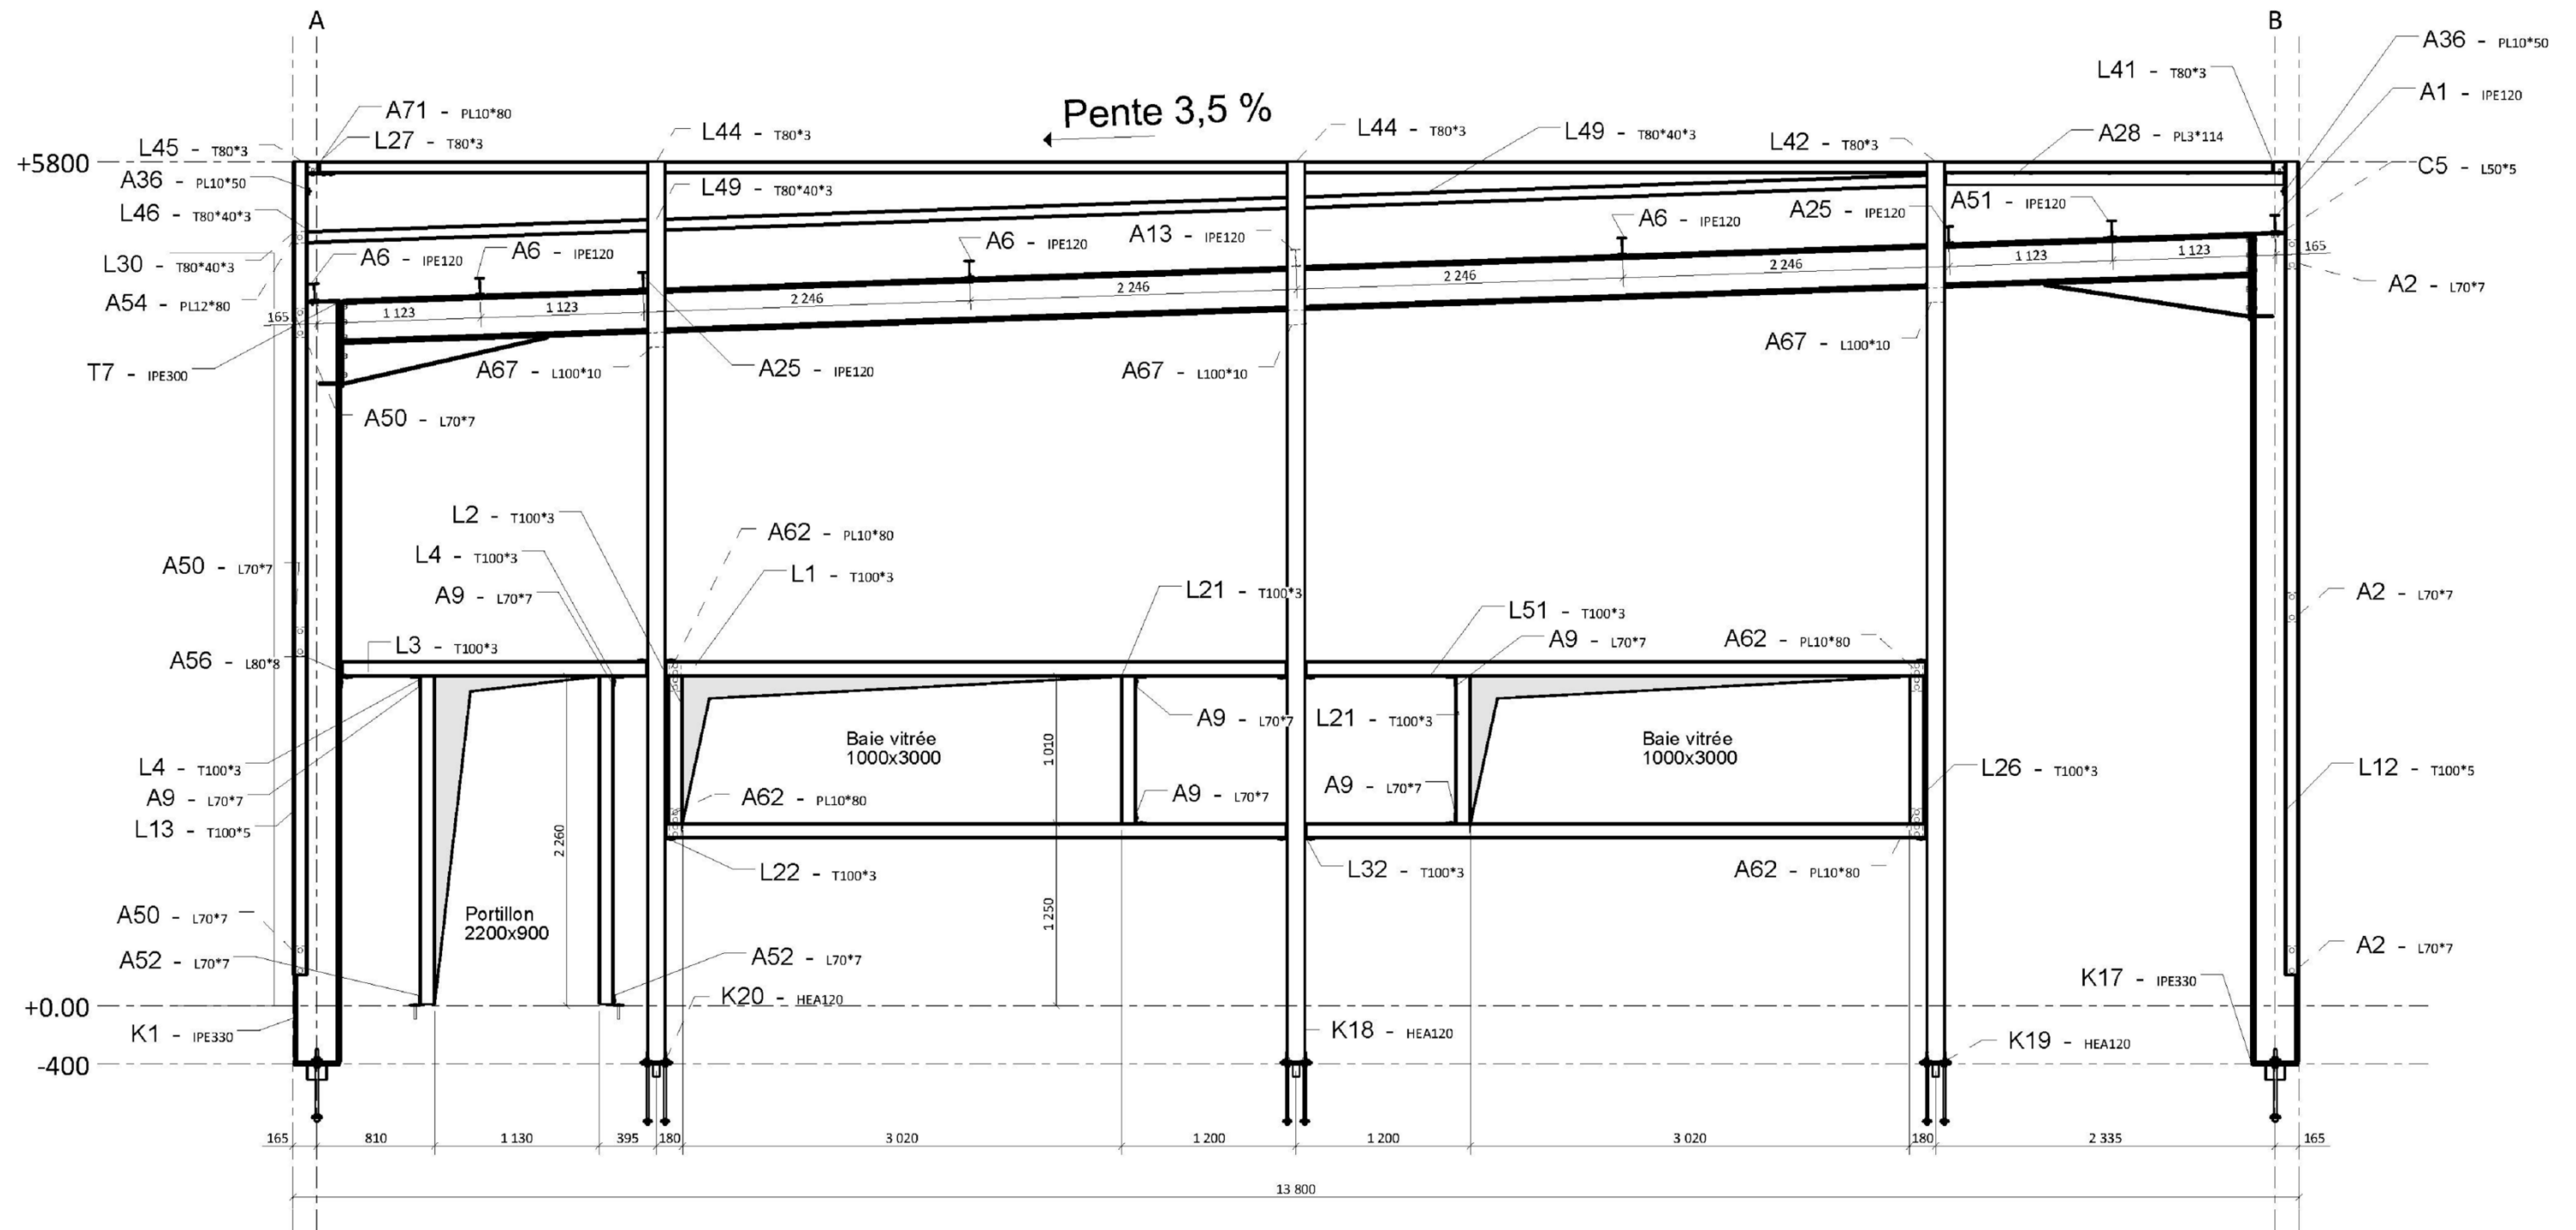 A
B
A36 - PL10*50
L41 - T80*3
A1 - IPE120
A71 - PL10*80
Pente 3,5 %
L44 - T80*3
L44 - T80*3
L49 - T80*40*3
A28 - PL3*114
L27 - T80*3
L45 - T80*3
L42 - T80*3
+5800
C5 - L50*5
A36 - PL10*50
L49 - T80*40*3
L46 - T80*40*3
A51 - IPE120
A25 - IPE120
A6 - IPE120
A13 - IPE120
A6 - IPE120
A6 - IPE120
A6 - IPE120
L30 - T80*40*3
165
1 123
1 123
2 246
2 246
A2 - L70*7
2 246
2 246
A54 - PL12*80
165
1 123
1 123
A67 - L100*10
T7 - IPE300
A67 - L100*10
A25 - IPE120
A67 - L100*10
A50 - L70*7
L2 - T100*3
A62 - PL10*80
L4 - T100*3
A50 - L70*7
L1 - T100*3
A9 - L70*7
L21 - T100*3
A2 - L70*7
L51 - T100*3
L3 - T100*3
A9 - L70*7
A62 - PL10*80
A56 - L80*8
A9 - L70*7
L21 - T100*3
Baie vitrée
1000x3000
1 010
Baie vitrée
1000x3000
L4 - T100*3
L26 - T100*3
L12 - T100*5
A9 - L70*7
A62 - PL10*80
A9 - L70*7
A9 - L70*7
L13 - T100*5
2 260
L22 - T100*3
L32 - T100*3
A62 - PL10*80
A50 - L70*7
Portillon
2200x900
1 250
A52 - L70*7
A52 - L70*7
A2 - L70*7
K17 - IPE330
K20 - HEA120
+0.00
K1 - IPE330
K18 - HEA120
K19 - HEA120
-400
165
810
1 130
395
180
3 020
1 200
1 200
3 020
180
2 335
165
13 800